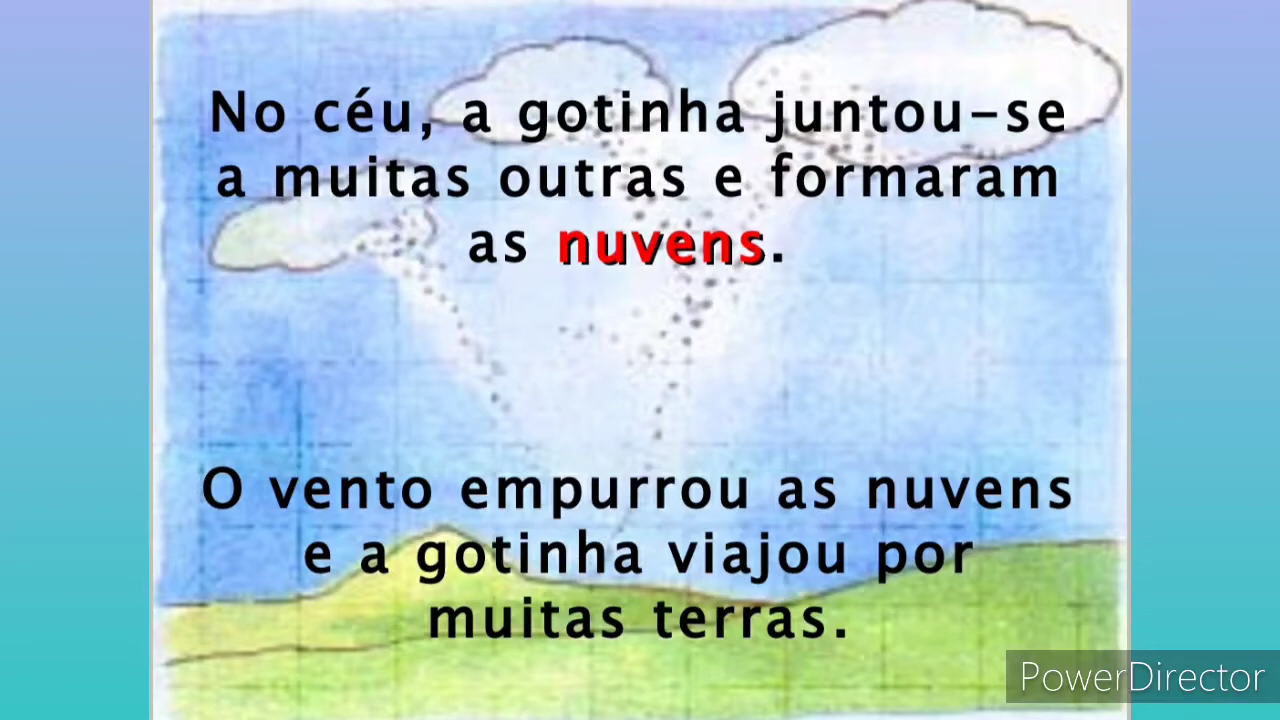 No céu, a gotinha juntou-se
a muitas outras e formaram
as nuvens.
O vento empurrou as nuvens
e a gotinha viajou por
muitas terras.
PowerDirector